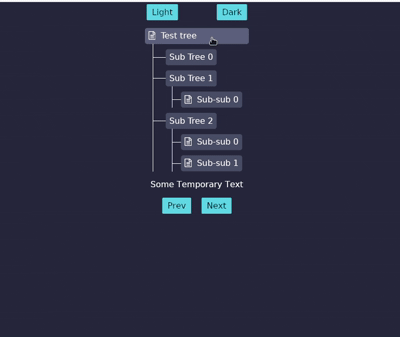 Light Dark
Test tree
Sub Tree 0
Sub Tree 1
Sub-sub 0
Sub Tree 2
Sub-sub 0
Sub-sub 1
Some Temporary Text
Prev Next